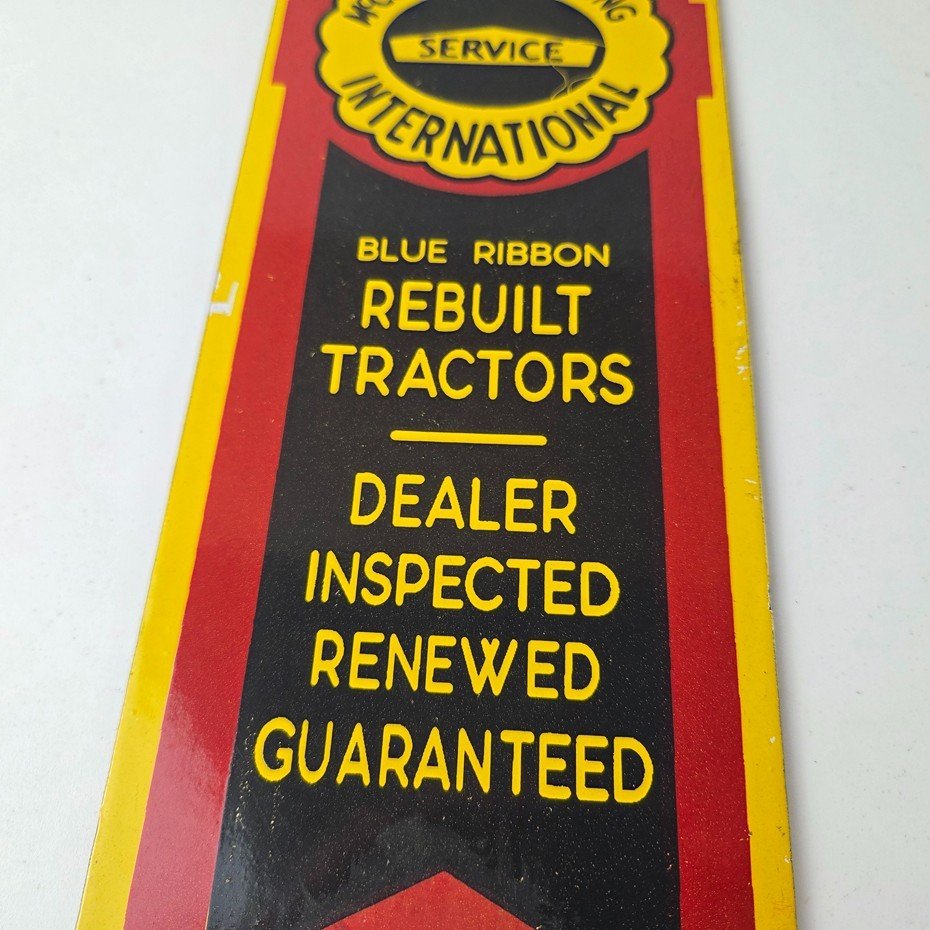 SERVICE
INTERNATIONAL
BLUE RIBBON
REBUILT
TRACTORS
DEALER
INSPECTED
RENEWED
GUARANTEED